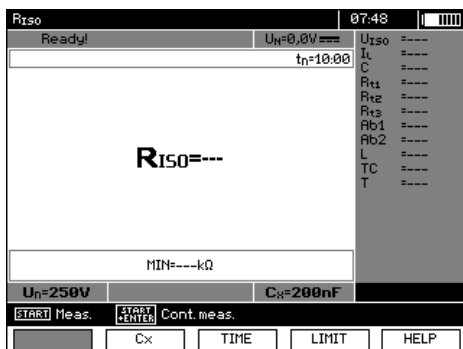 RISO 07:48
Ready! UN=0,0V
tn=10:00
RISO=---
MIN=---kΩ
UISO =---
IL =---
C =---
Rt1 =---
Rt2 =---
Rt3 =---
Ab1 =---
Ab2 =---
L =---
TC =---
T =---
Un=250V Cx=200nF
START Meas. START +ENTER Cont. meas.
Cx TIME LIMIT HELP